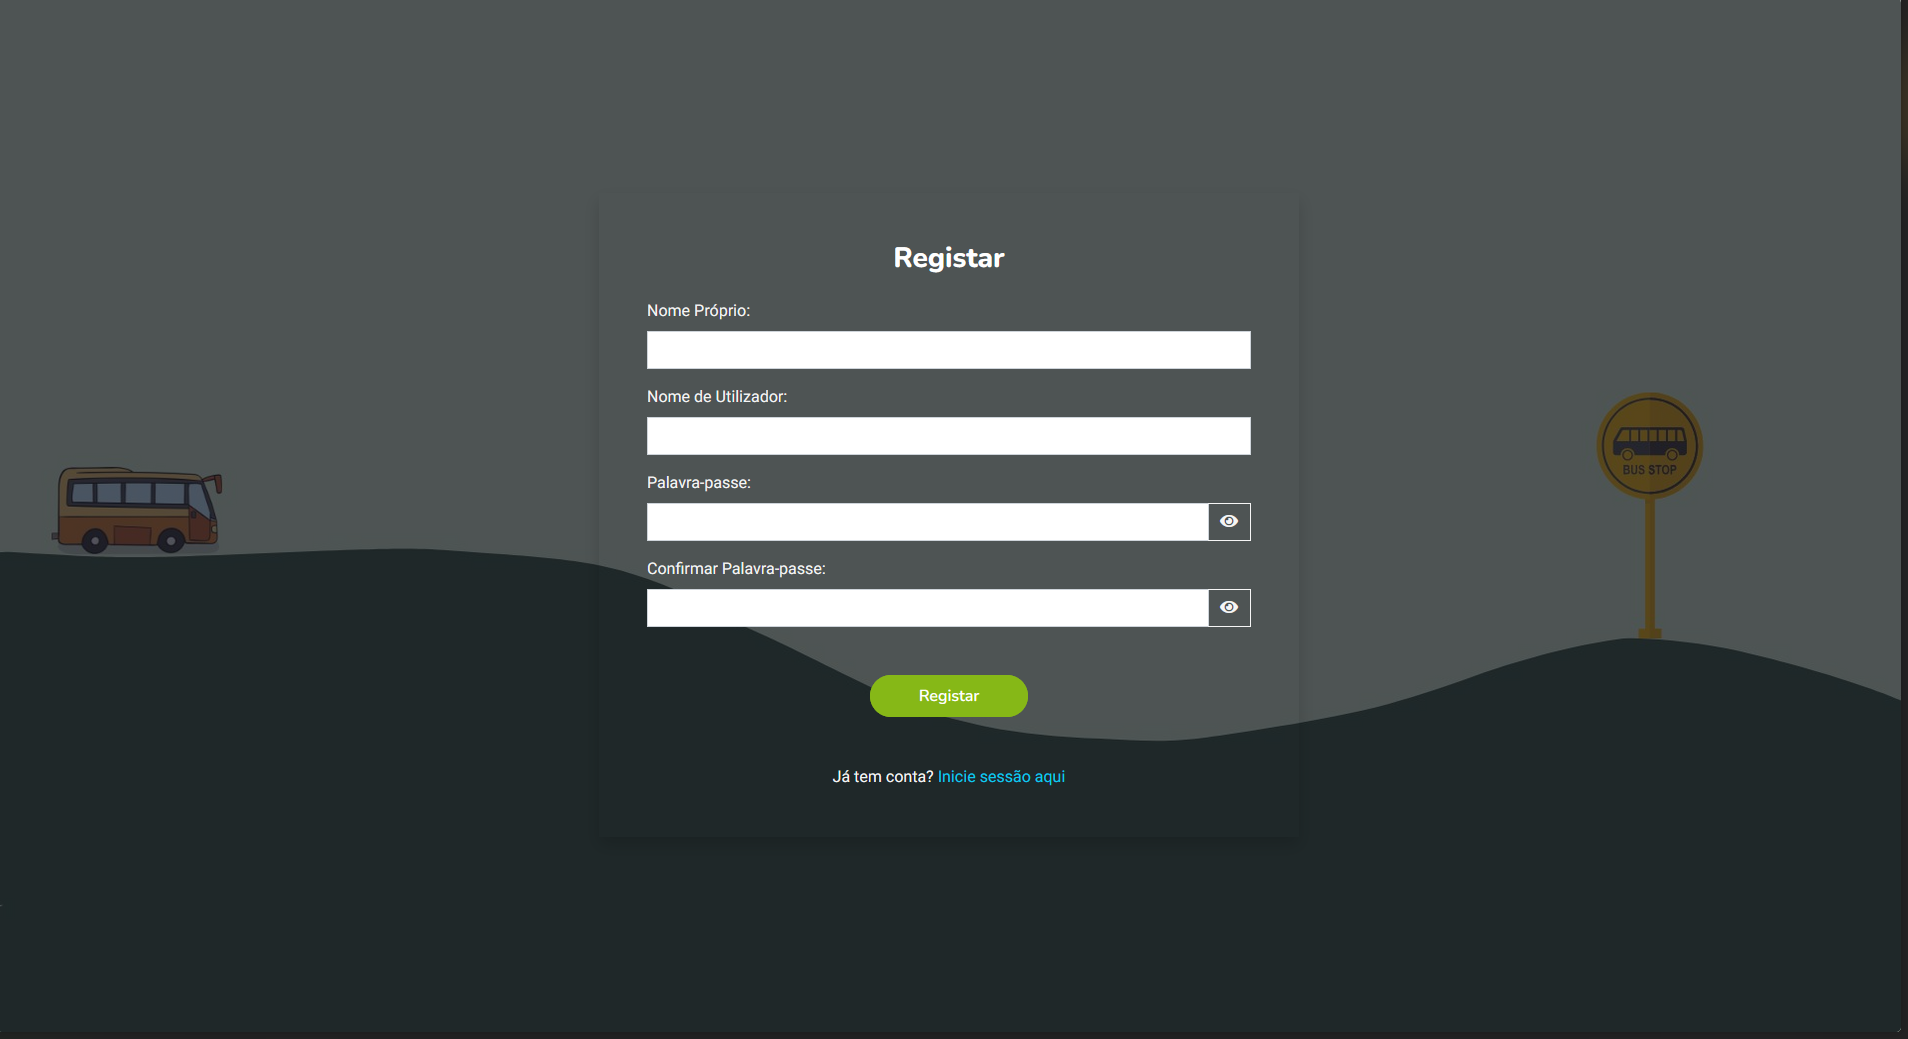 Registar
Nome Próprio:
Nome de Utilizador:
Palavra-passe:
Confirmar Palavra-passe:
Registar
Já tem conta? Inicie sessão aqui
BUS STOP